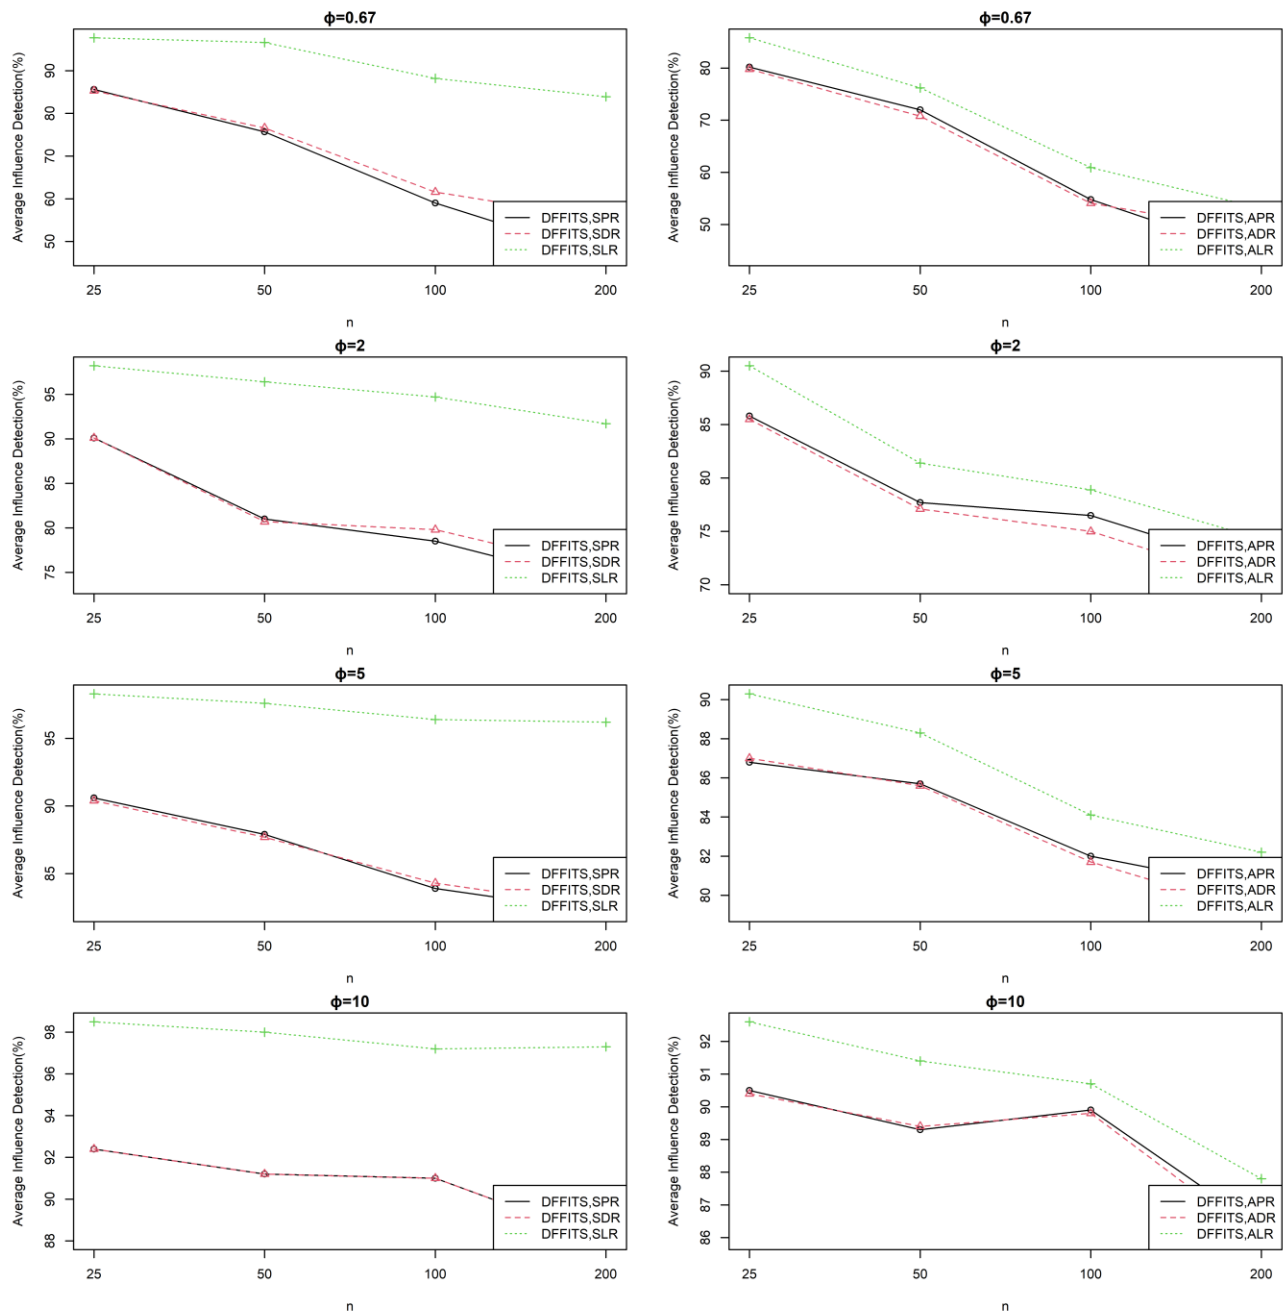 ϕ=0.67
Average Influence Detection(%)
90
80
70
60
50
DFFITS,SPR
DFFITS,SDR
DFFITS,SLR
25 50 100 200
n
ϕ=0.67
Average Influence Detection(%)
80
70
60
50
DFFITS,APR
DFFITS,ADR
DFFITS,ALR
25 50 100 200
n
ϕ=2
Average Influence Detection(%)
95
90
85
80
75
DFFITS,SPR
DFFITS,SDR
DFFITS,SLR
25 50 100 200
n
ϕ=2
Average Influence Detection(%)
90
85
80
75
70
DFFITS,APR
DFFITS,ADR
DFFITS,ALR
25 50 100 200
n
ϕ=5
Average Influence Detection(%)
95
90
85
DFFITS,SPR
DFFITS,SDR
DFFITS,SLR
25 50 100 200
n
ϕ=5
Average Influence Detection(%)
90
88
86
84
82
80
DFFITS,APR
DFFITS,ADR
DFFITS,ALR
25 50 100 200
n
ϕ=10
Average Influence Detection(%)
98
96
94
92
90
88
DFFITS,SPR
DFFITS,SDR
DFFITS,SLR
25 50 100 200
n
ϕ=10
Average Influence Detection(%)
92
91
90
89
88
87
86
DFFITS,APR
DFFITS,ADR
DFFITS,ALR
25 50 100 200
n